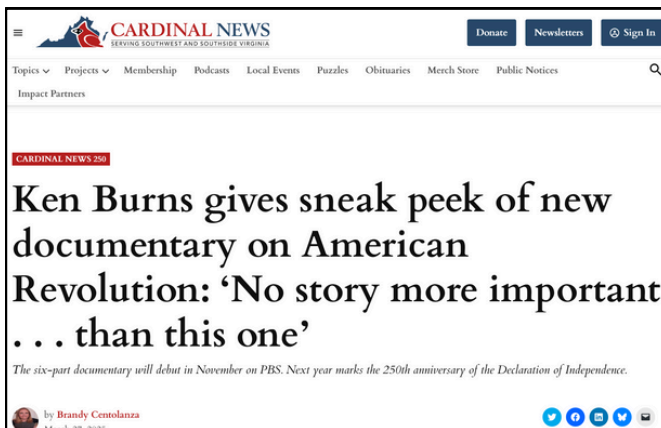 CARDINAL NEWS
SERVING SOUTHWEST AND SOUTHSIDE VIRGINIA
Donate
Newsletters
Sign In
Topics Projects Membership Podcasts Local Events Puzzles Obituaries Merch Store Public Notices
Impact Partners
CARDINAL NEWS 250
Ken Burns gives sneak peek of new
documentary on American
Revolution: ‘No story more important
. . . than this one’
The six-part documentary will debut in November on PBS. Next year marks the 250th anniversary of the Declaration of Independence.
by Brandy Centolanza